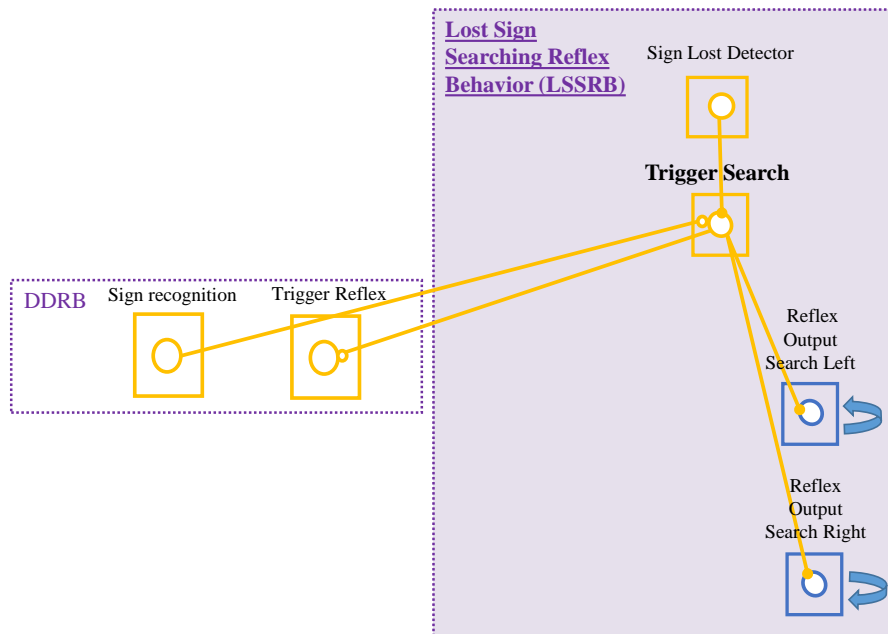 Lost Sign
Searching Reflex
Behavior (LSSRB)
Sign Lost Detector
Trigger Search
DDRB
Sign recognition
Trigger Reflex
Reflex
Output
Search Left
Reflex
Output
Search Right